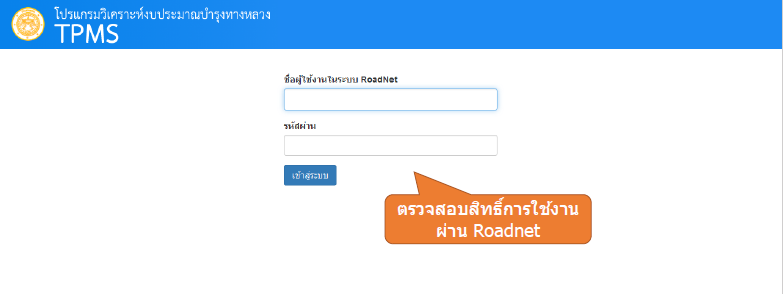 โปรแกรมวิเคราะห์งบประมาณบำรุงทางหลวง
TPMS
ชื่อผู้ใช้งานในระบบ RoadNet
รหัสผ่าน
เข้าสู่ระบบ
ตรวจสอบสิทธิ์การใช้งาน
ผ่าน Roadnet